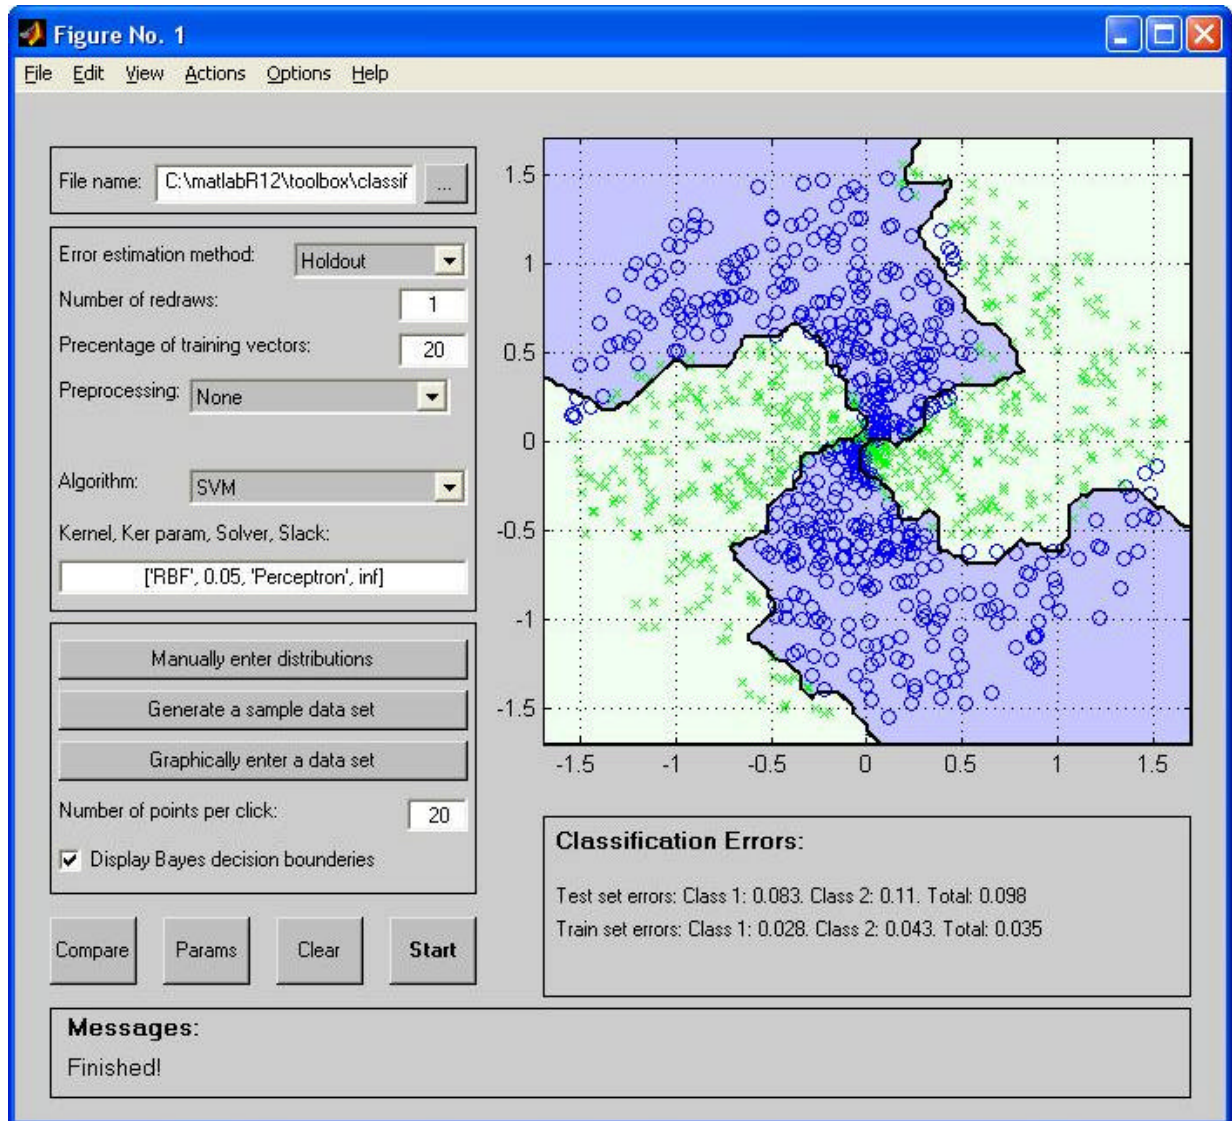 Figure No. 1
File Edit View Actions Options Help
File name: C:\matlabR12\toolbox\classif ...
Error estimation method: Holdout
Number of redraws: 1
Precentage of training vectors: 20
Preprocessing: None
Algorithm: SVM
Kernel, Ker param, Solver, Slack:
['RBF', 0.05, 'Perceptron', inf]
Manually enter distributions
Generate a sample data set
Graphically enter a data set
Number of points per click: 20
Display Bayes decision bounderies
Compare Params Clear Start
1.5
1
0.5
0
-0.5
-1
-1.5
-1.5 -1 -0.5 0 0.5 1 1.5
Classification Errors:
Test set errors: Class 1: 0.083. Class 2: 0.11. Total: 0.098
Train set errors: Class 1: 0.028. Class 2: 0.043. Total: 0.035
Messages:
Finished!